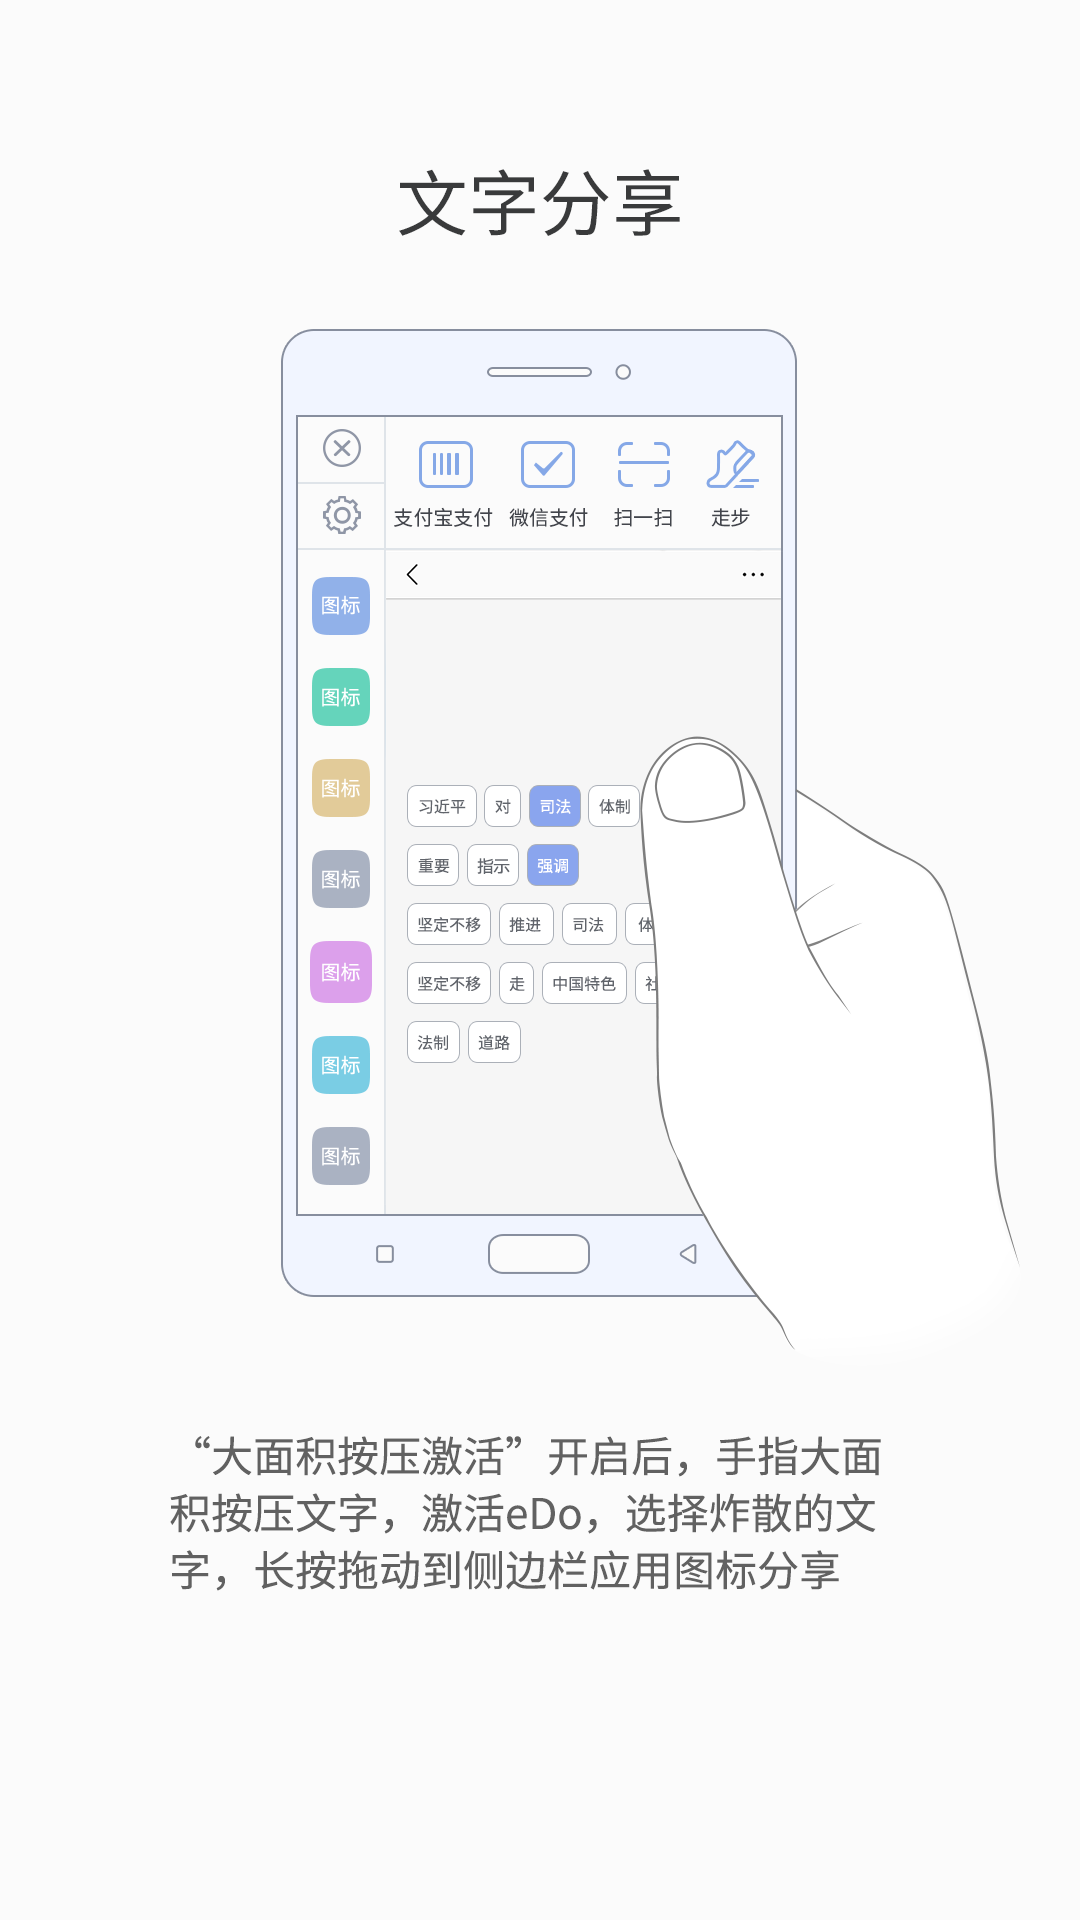 文字分享
支付宝支付 微信支付 扫一扫 走步
图标
图标
图标
习近平 对 司法 体制
图标
重要 指示 强调
坚定不移 推进 司法 体
图标
坚定不移 走 中国特色 社
法制 道路
图标
图标
“大面积按压激活”开启后，手指大面
积按压文字，激活eDo，选择炸散的文
字，长按拖动到侧边栏应用图标分享